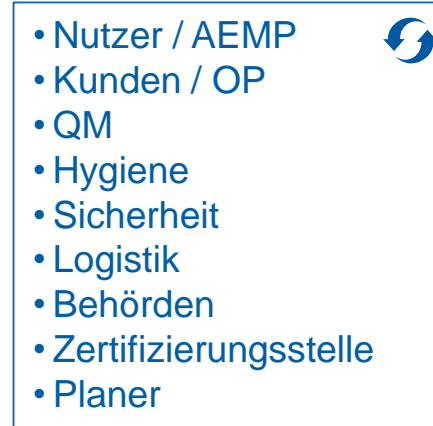 • Nutzer / AEMP
• Kunden / OP
• QM
• Hygiene
• Sicherheit
• Logistik
• Behörden
• Zertifizierungsstelle
• Planer